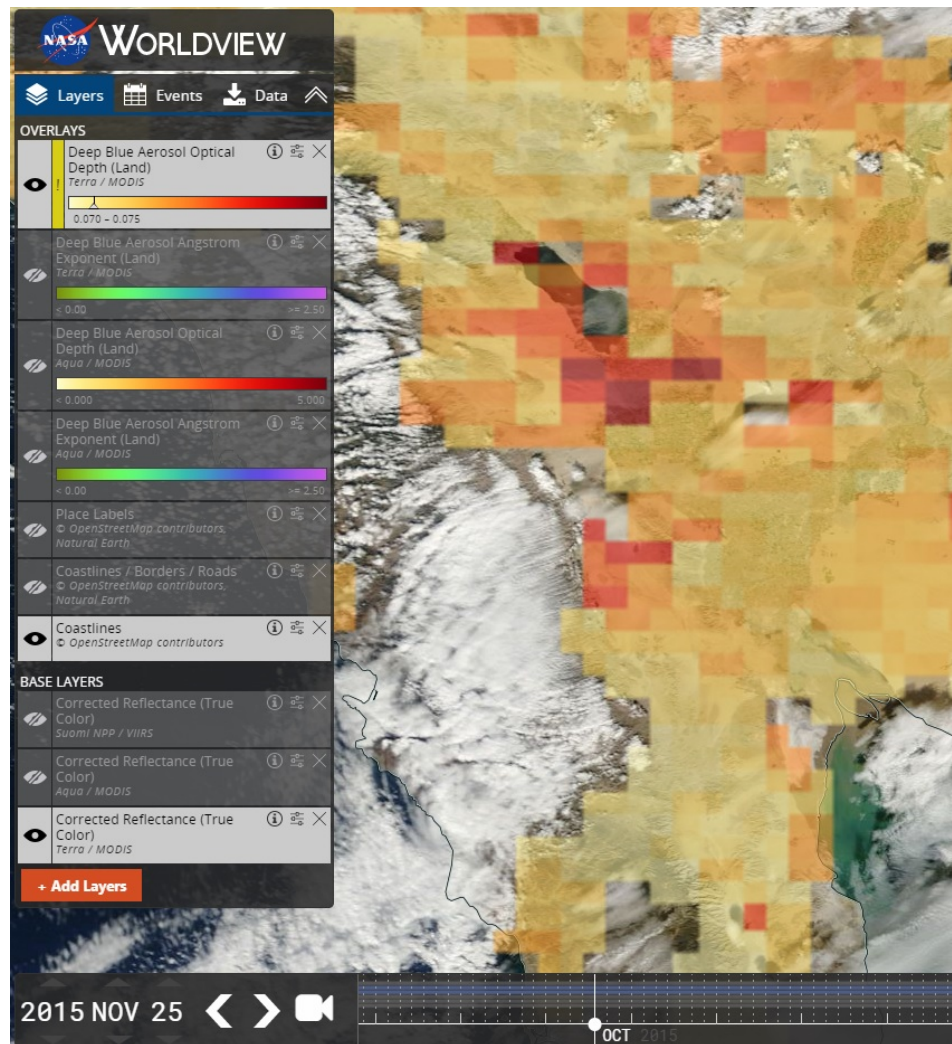 NASA WORLDVIEW
Layers Events Data
OVERLAYS
Deep Blue Aerosol Optical
Depth (Land)
Terra / MODIS
0.070 – 0.075
Deep Blue Aerosol Angstrom
Exponent (Land)
Terra / MODIS
< 0.00 >= 2.50
Deep Blue Aerosol Optical
Depth (Land)
Aqua / MODIS
< 0.000 5.000
Deep Blue Aerosol Angstrom
Exponent (Land)
Aqua / MODIS
< 0.00 >= 2.50
Place Labels
© OpenStreetMap contributors,
Natural Earth
Coastlines / Borders / Roads
© OpenStreetMap contributors,
Natural Earth
Coastlines
© OpenStreetMap contributors
BASE LAYERS
Corrected Reflectance (True
Color)
Suomi NPP / VIIRS
Corrected Reflectance (True
Color)
Aqua / MODIS
Corrected Reflectance (True
Color)
Terra / MODIS
+ Add Layers
2015 NOV 25
OCT 2015